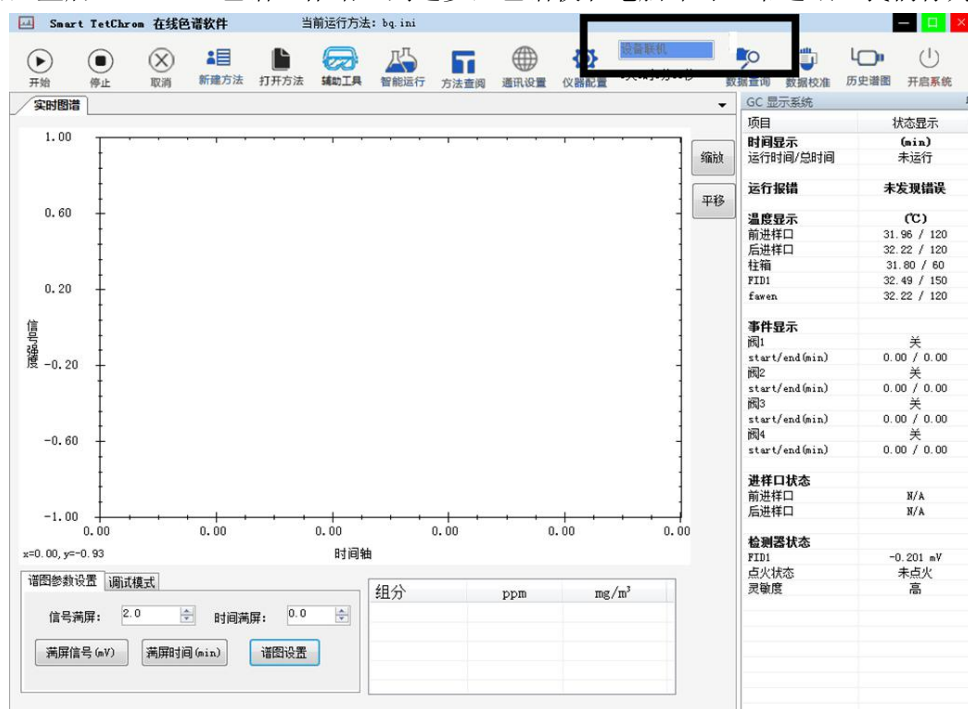 Smart TetChrom 在线色谱软件 当前运行方法: bq.ini
设备联机
开始 停止 取消 新建方法 打开方法 辅助工具 智能运行 方法查阅 通讯设置 仪器配置 数据查询 数据校准 历史谱图 开启系统
实时图谱
GC 显示系统
项目 状态显示
时间显示 (min)
运行时间/总时间 未运行
运行报错 未发现错误
温度显示 (℃)
前进样口 31.96 / 120
后进样口 32.22 / 120
柱箱 31.80 / 60
FID1 32.49 / 150
fawen 32.22 / 120
事件显示
阀1 关
start/end(min) 0.00 / 0.00
阀2 关
start/end(min) 0.00 / 0.00
阀3 关
start/end(min) 0.00 / 0.00
阀4 关
start/end(min) 0.00 / 0.00
进样口状态
前进样口 N/A
后进样口 N/A
检测器状态
FID1 -0.201 mV
点火状态 未点火
灵敏度 高
缩放
平移
信号强度
1.00
0.60
0.20
-0.20
-0.60
-1.00
0.00 0.00 0.00 0.00 0.00 0.00
x=0.00, y=-0.93 时间轴
谱图参数设置 调试模式
信号满屏: 2.0 时间满屏: 0.0
满屏信号(mV) 满屏时间(min) 谱图设置
组分 ppm mg/m³